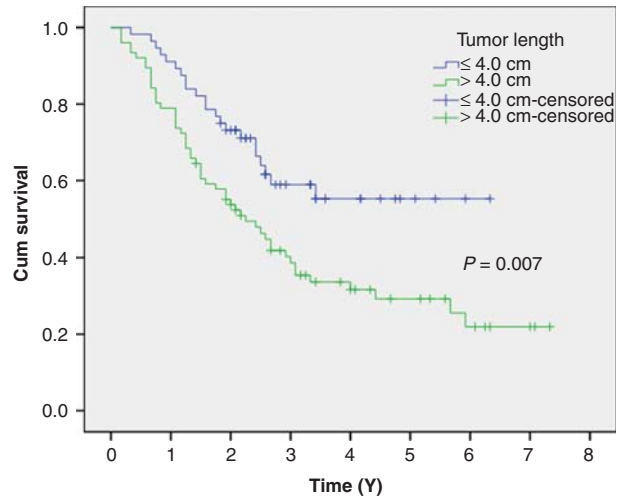 Tumor length
≤ 4.0 cm
> 4.0 cm
≤ 4.0 cm-censored
> 4.0 cm-censored
P = 0.007
Cum survival
1.0
0.8
0.6
0.4
0.2
0.0
0 1 2 3 4 5 6 7 8
Time (Y)